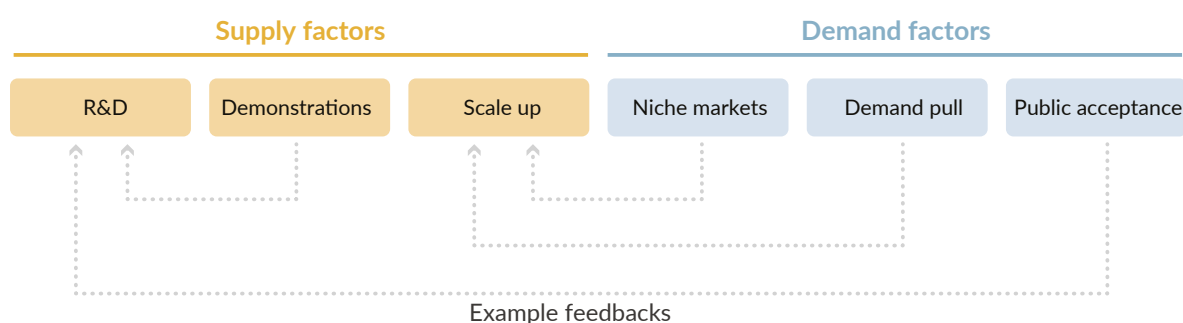 Supply factors
Demand factors
R&D
Demonstrations
Scale up
Niche markets
Demand pull
Public acceptance
Example feedbacks